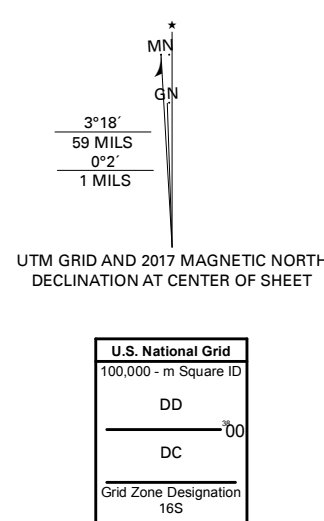 ★
MN
GN
3°18´
59 MILS
0°2´
1 MILS
UTM GRID AND 2017 MAGNETIC NORTH
DECLINATION AT CENTER OF SHEET
U.S. National Grid
100,000 - m Square ID
DD
³⁸00
DC
Grid Zone Designation
16S